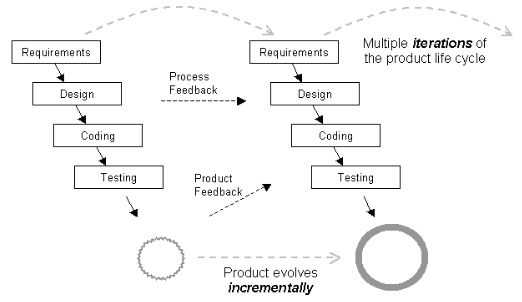 Requirements
Design
Coding
Testing
Process
Feedback
Product
Feedback
Requirements
Design
Coding
Testing
Multiple iterations of
the product life cycle
Product evolves
incrementally